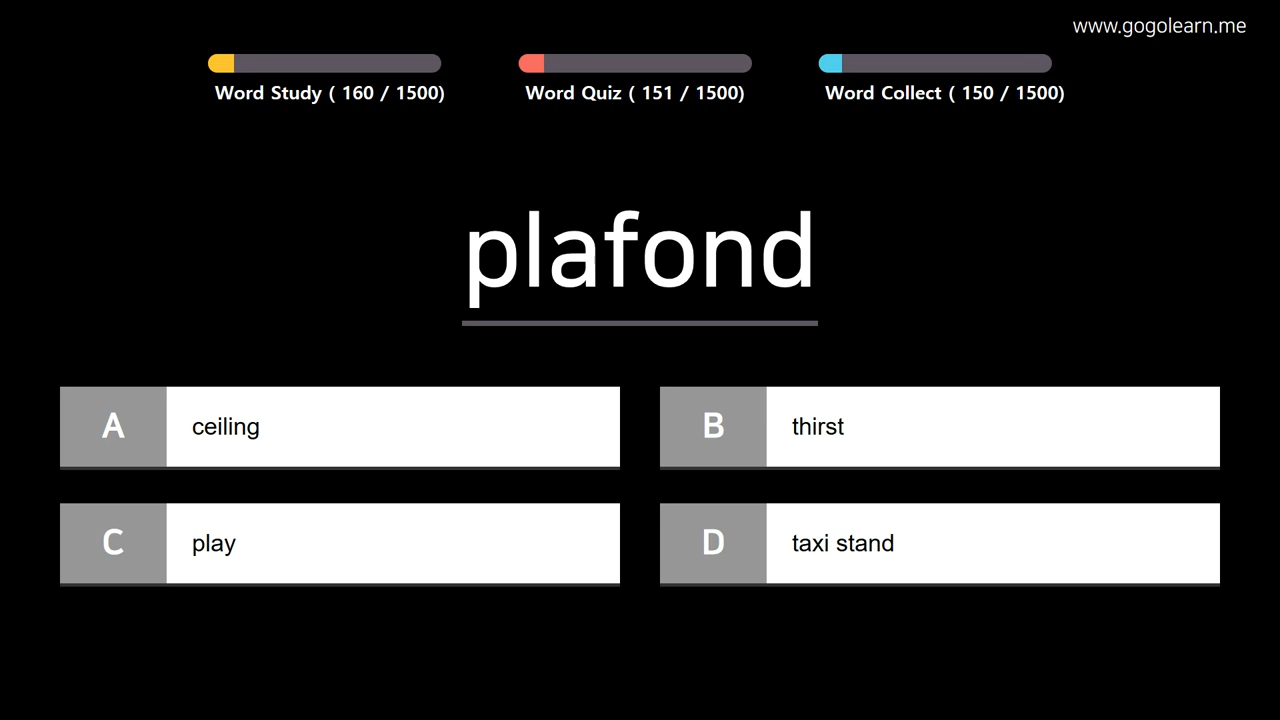 www.gogolearn.me
Word Study ( 160 / 1500)
Word Quiz ( 151 / 1500)
Word Collect ( 150 / 1500)
plafond
A ceiling
B thirst
C play
D taxi stand